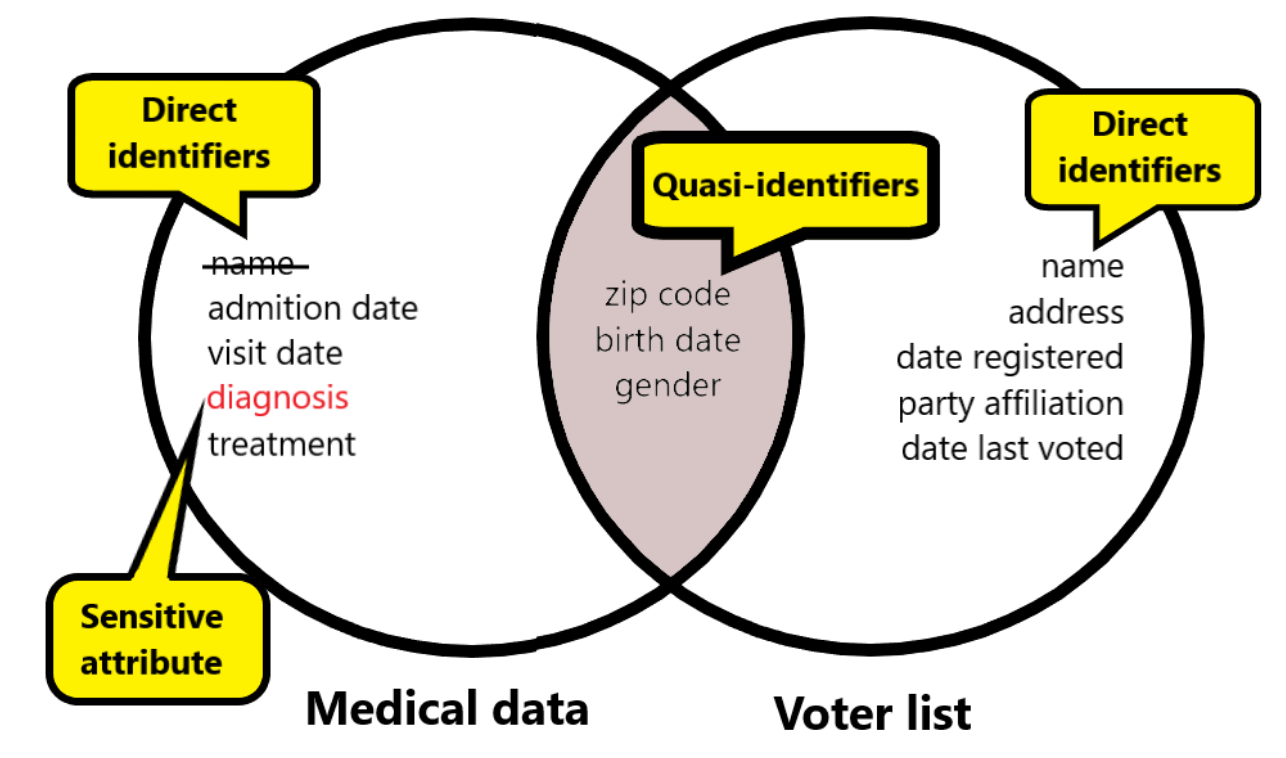 Direct
identifiers
Quasi-identifiers
Direct
identifiers
name
admition date
visit date
diagnosis
treatment
zip code
birth date
gender
name
address
date registered
party affiliation
date last voted
Sensitive
attribute
Medical data
Voter list